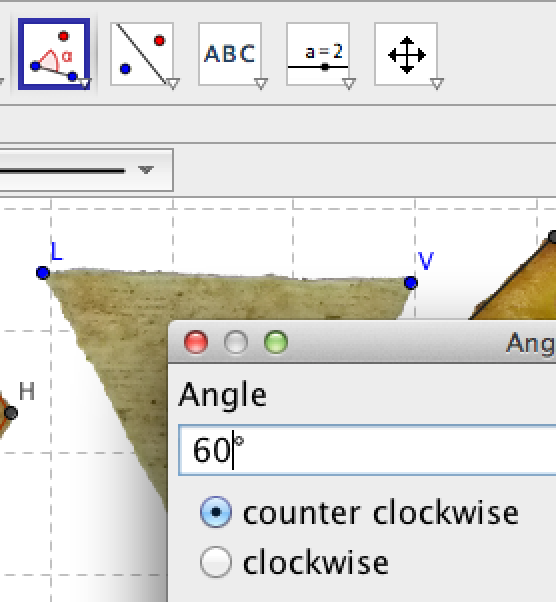 α
ABC
a=2
L
V
Ang
H
Angle
60°
counter clockwise
clockwise